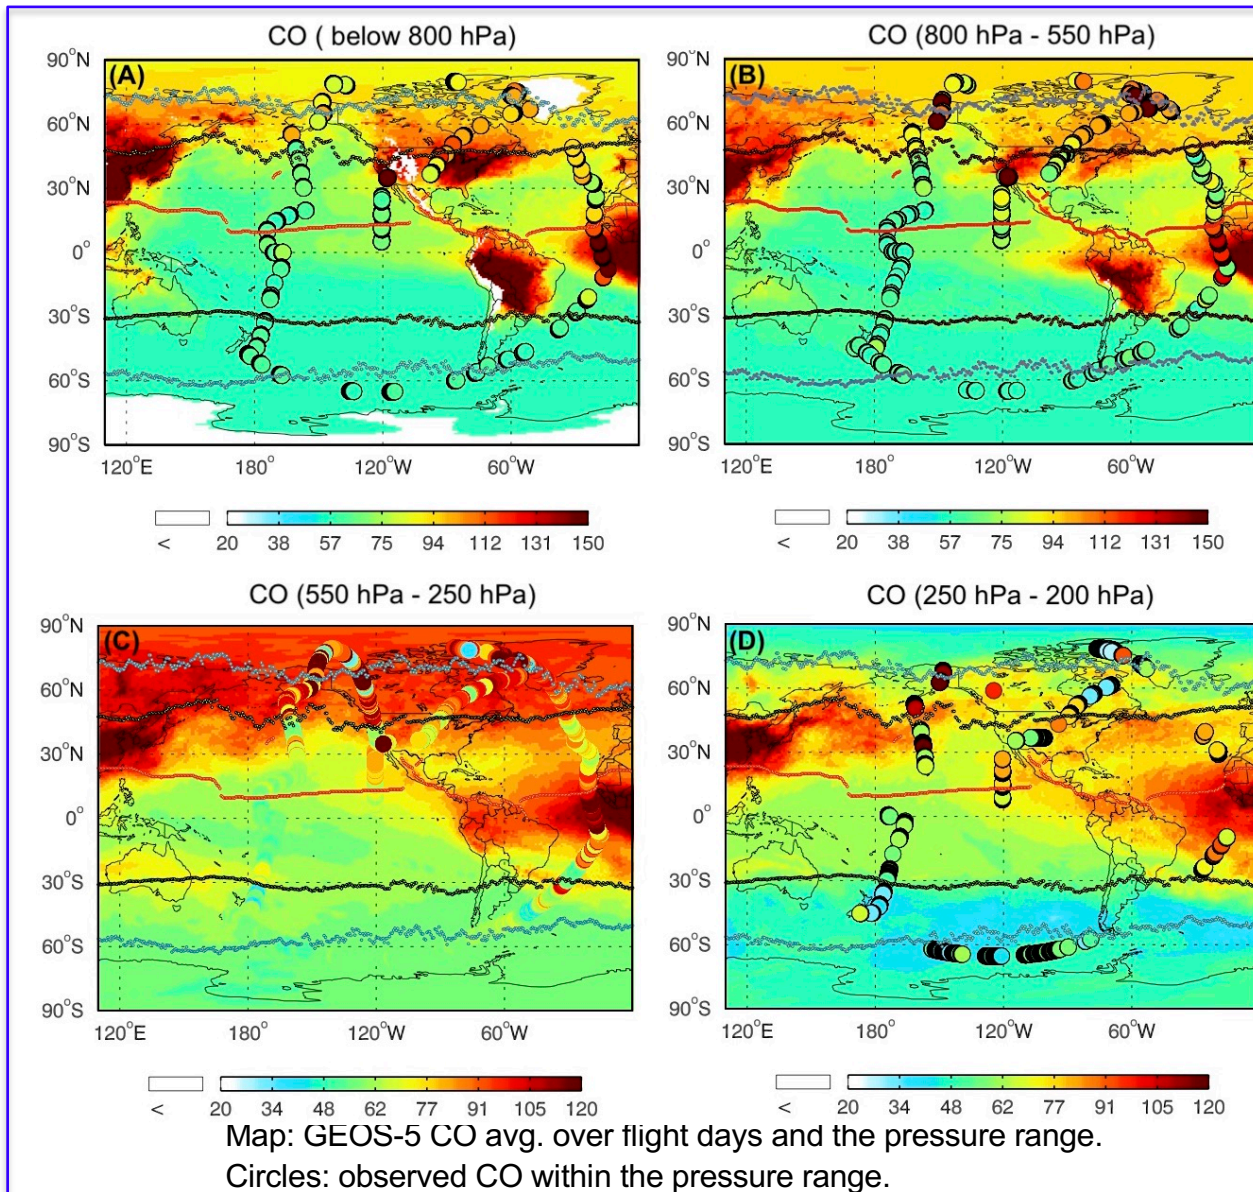 CO ( below 800 hPa)
CO (800 hPa - 550 hPa)
90°N
(A)
60°N
30°N
0°
30°S
60°S
90°S
120°E
180°
120°W
60°W
90°N
(B)
60°N
30°N
0°
30°S
60°S
90°S
120°E
180°
120°W
60°W
<
20 38 57 75 94 112 131 150
<
20 38 57 75 94 112 131 150
CO (550 hPa - 250 hPa)
CO (250 hPa - 200 hPa)
90°N
(C)
60°N
30°N
0°
30°S
60°S
90°S
120°E
180°
120°W
60°W
90°N
(D)
60°N
30°N
0°
30°S
60°S
90°S
120°E
180°
120°W
60°W
<
20 34 48 62 77 91 105 120
<
20 34 48 62 77 91 105 120
Map: GEOS-5 CO avg. over flight days and the pressure range.
Circles: observed CO within the pressure range.